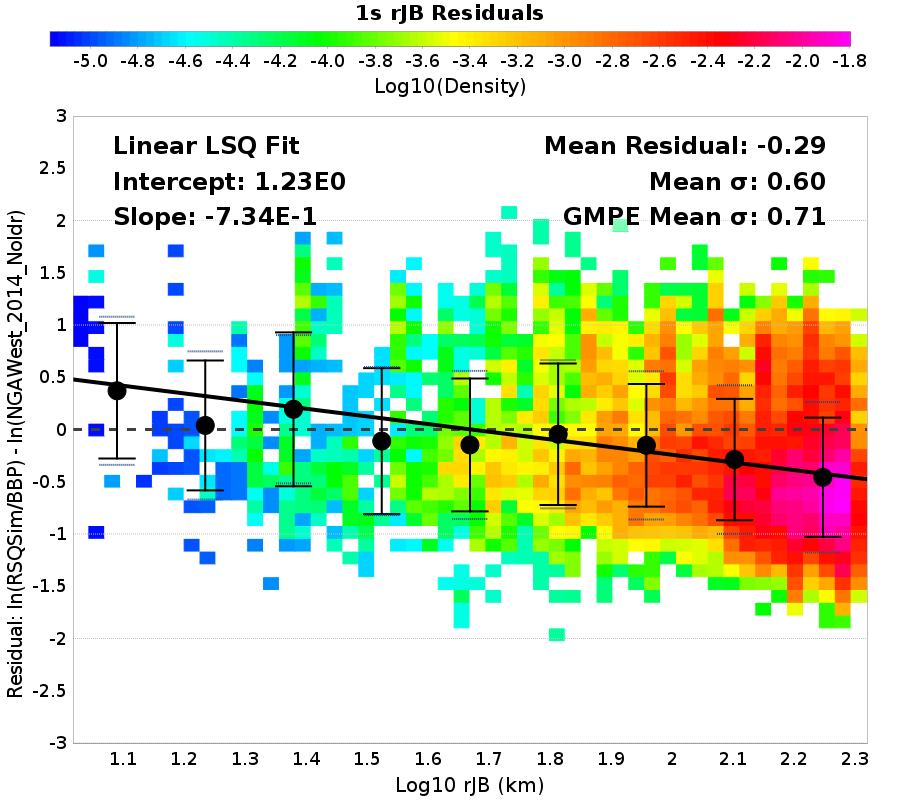 1s rJB Residuals
-5.0 -4.8 -4.6 -4.4 -4.2 -4.0 -3.8 -3.5 -3.2 -3.0 -2.8 -2.6 -2.4 -2.2 -2.0 -1.8
Log10(Density)
Residual: ln(RSQSim/BBP) - ln(NGAWest_2014_NoIdr)
3
2.5
2
1.5
1
0.5
0
-0.5
-1
-1.5
-2
-2.5
-3
Linear LSQ Fit
Intercept: 1.23E0
Slope: -7.34E-1
Mean Residual: -0.29
Mean σ: 0.60
GMPE Mean σ: 0.71
1.1 1.2 1.3 1.4 1.5 1.6 1.7 1.8 1.9 2 2.1 2.2 2.3
Log10 rJB (km)